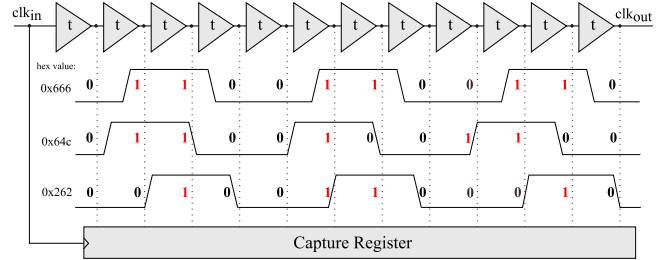 clk_in t t t t t t t t t t t t clk_out
hex value:
0x666 0 1 1 0 0 1 1 0 0 1 1 0
0x64c 0 1 1 0 0 1 0 0 1 1 0 0
0x262 0 0 1 0 0 1 1 0 0 0 1 0
Capture Register